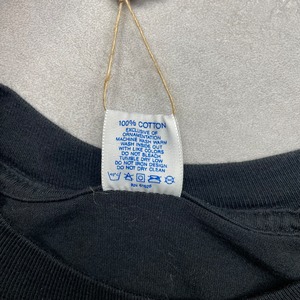 100% COTTON
EXCLUSIVE OF
ORNAMENTATION
MACHINE WASH WARM
WASH INSIDE OUT
WITH LIKE COLORS
DO NOT BLEACH
TUMBLE DRY LOW
DO NOT IRON DESIGN
DO NOT DRY CLEAN